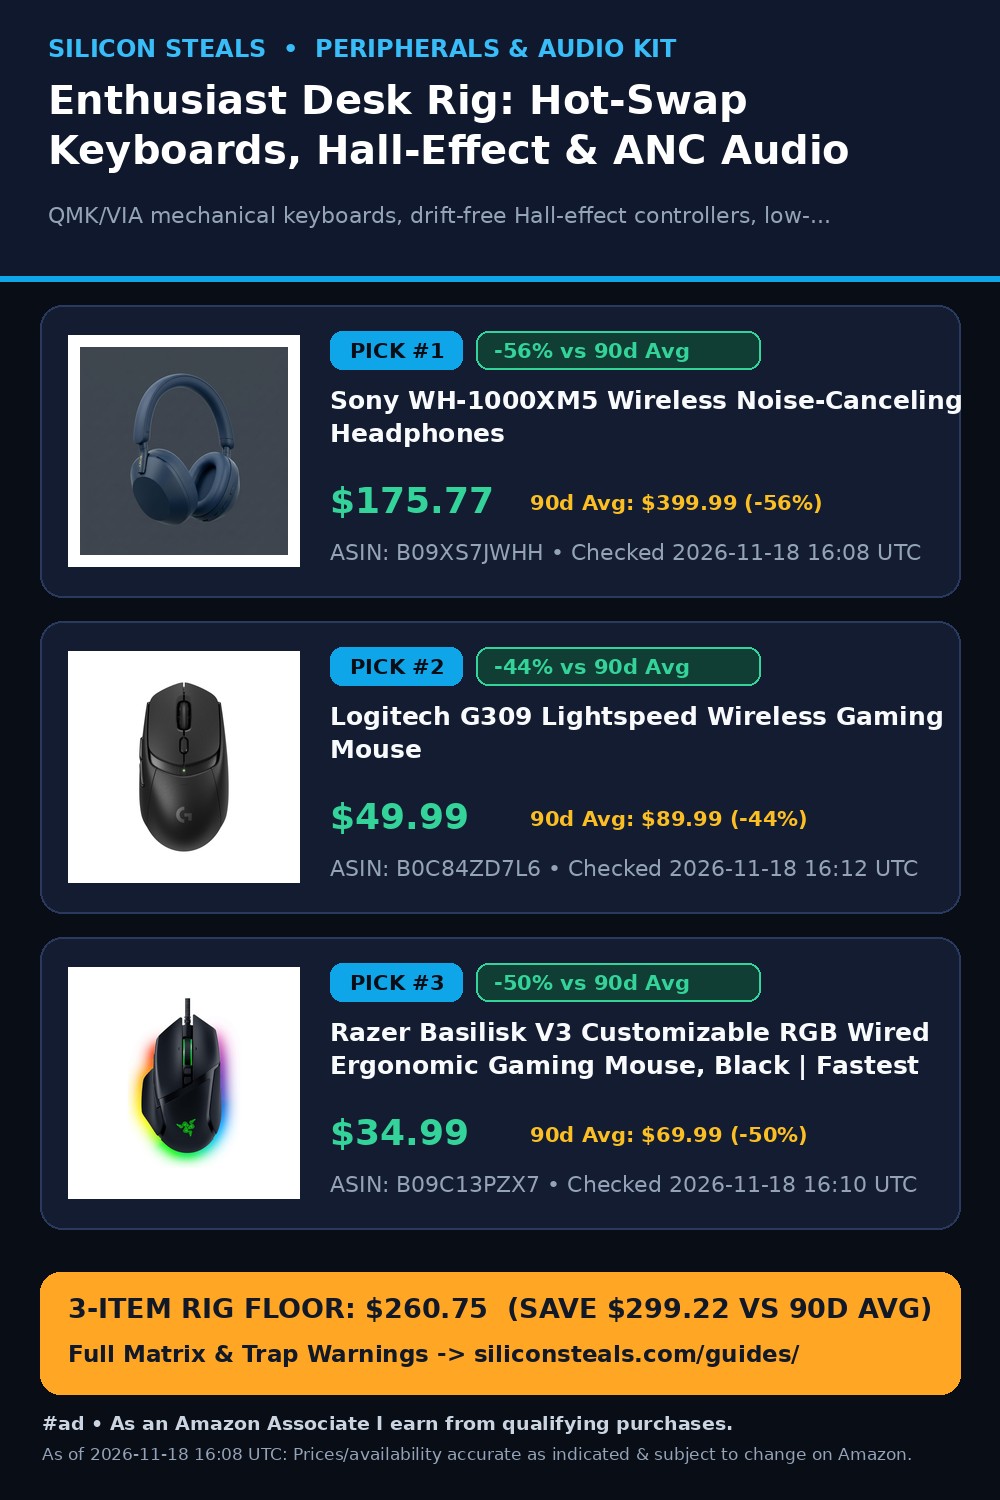 SILICON STEALS • PERIPHERALS & AUDIO KIT
Enthusiast Desk Rig: Hot-Swap
Keyboards, Hall-Effect & ANC Audio
QMK/VIA mechanical keyboards, drift-free Hall-effect controllers, low-...
PICK #1
-56% vs 90d Avg
Sony WH-1000XM5 Wireless Noise-Canceling
Headphones
$175.77
90d Avg: $399.99 (-56%)
ASIN: B09XS7JWHH • Checked 2026-11-18 16:08 UTC
PICK #2
-44% vs 90d Avg
Logitech G309 Lightspeed Wireless Gaming
Mouse
$49.99
90d Avg: $89.99 (-44%)
ASIN: B0C84ZD7L6 • Checked 2026-11-18 16:12 UTC
PICK #3
-50% vs 90d Avg
Razer Basilisk V3 Customizable RGB Wired
Ergonomic Gaming Mouse, Black | Fastest
$34.99
90d Avg: $69.99 (-50%)
ASIN: B09C13PZX7 • Checked 2026-11-18 16:10 UTC
3-ITEM RIG FLOOR: $260.75 (SAVE $299.22 VS 90D AVG)
Full Matrix & Trap Warnings -> siliconsteals.com/guides/
#ad • As an Amazon Associate I earn from qualifying purchases.
As of 2026-11-18 16:08 UTC: Prices/availability accurate as indicated & subject to change on Amazon.